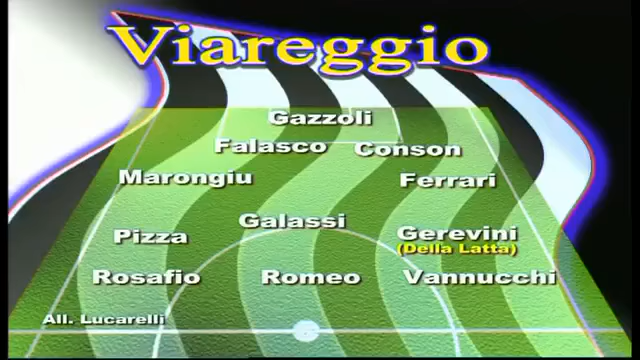 Viareggio
Gazzoli
Falasco Conson
Marongiu Ferrari
Galassi
Pizza Gerevini
(Della Latta)
Rosafio Romeo Vannucchi
All. Lucarelli